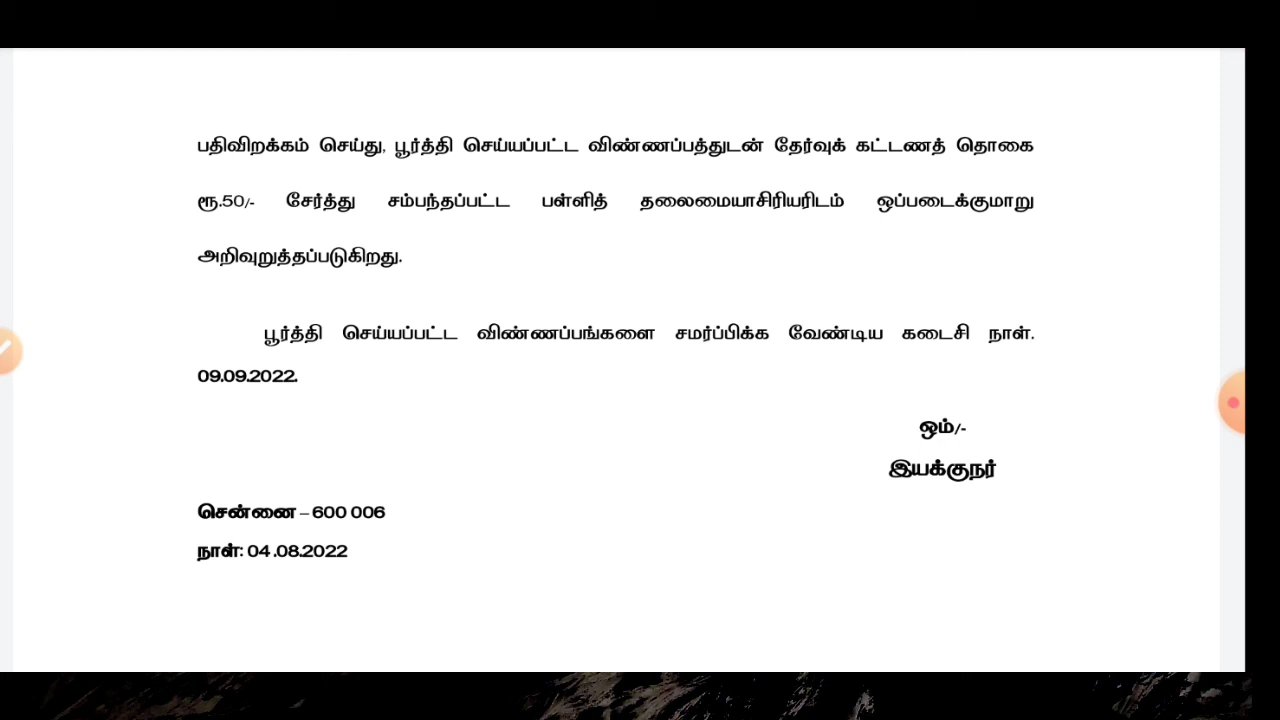 பதிவிறக்கம் செய்து, பூர்த்தி செய்யப்பட்ட விண்ணப்பத்துடன் தேர்வுக் கட்டணத் தொகை
ரூ.50/- சேர்த்து சம்பந்தப்பட்ட பள்ளித் தலைமையாசிரியரிடம் ஒப்படைக்குமாறு
அறிவுறுத்தப்படுகிறது.
பூர்த்தி செய்யப்பட்ட விண்ணப்பங்களை சமர்ப்பிக்க வேண்டிய கடைசி நாள்.
09.09.2022.
ஒம்/-
இயக்குநர்
சென்னை – 600 006
நாள்: 04 .08.2022